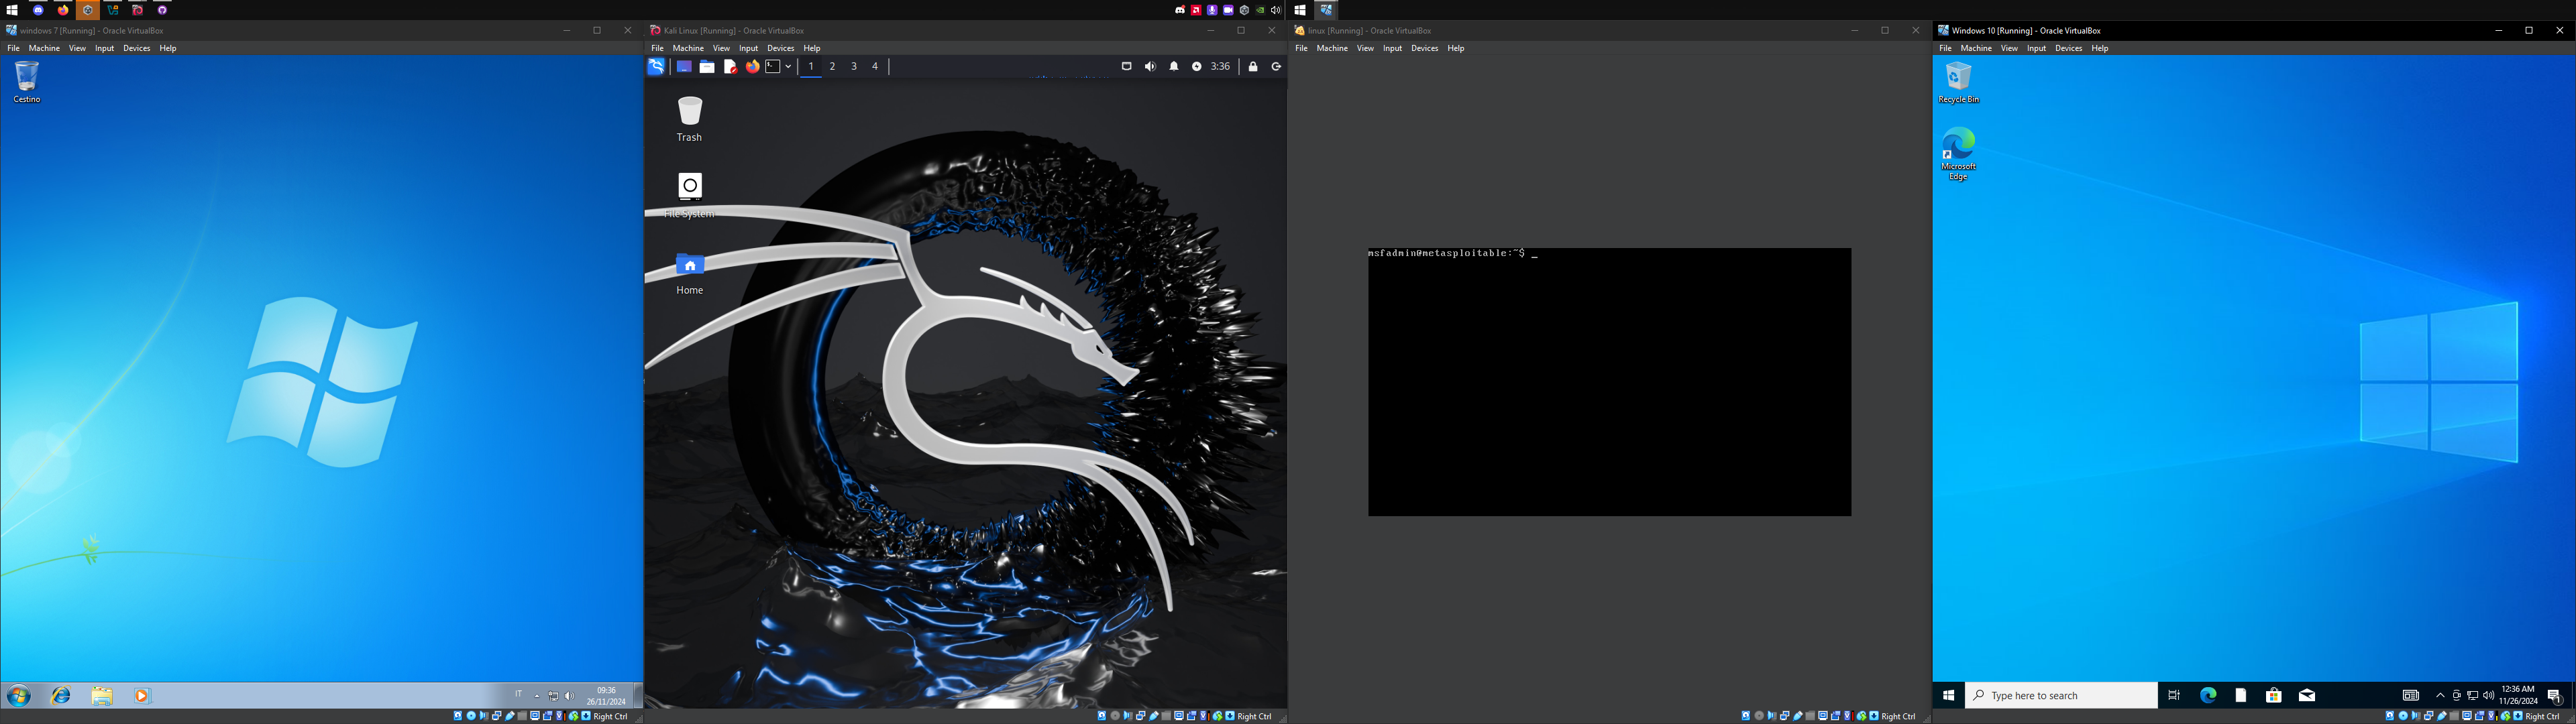 windows 7 [Running] - Oracle VirtualBox
File Machine View Input Devices Help
Cestino
IT
09:36
26/11/2024
Right Ctrl
Kali Linux [Running] - Oracle VirtualBox
File Machine View Input Devices Help
1 2 3 4
3:36
Trash
File System
Home
Right Ctrl
linux [Running] - Oracle VirtualBox
File Machine View Input Devices Help
msfadmin@metasploitable:~$ _
Right Ctrl
Windows 10 [Running] - Oracle VirtualBox
File Machine View Input Devices Help
Recycle Bin
Microsoft
Edge
Type here to search
12:36 AM
11/26/2024
1
Right Ctrl